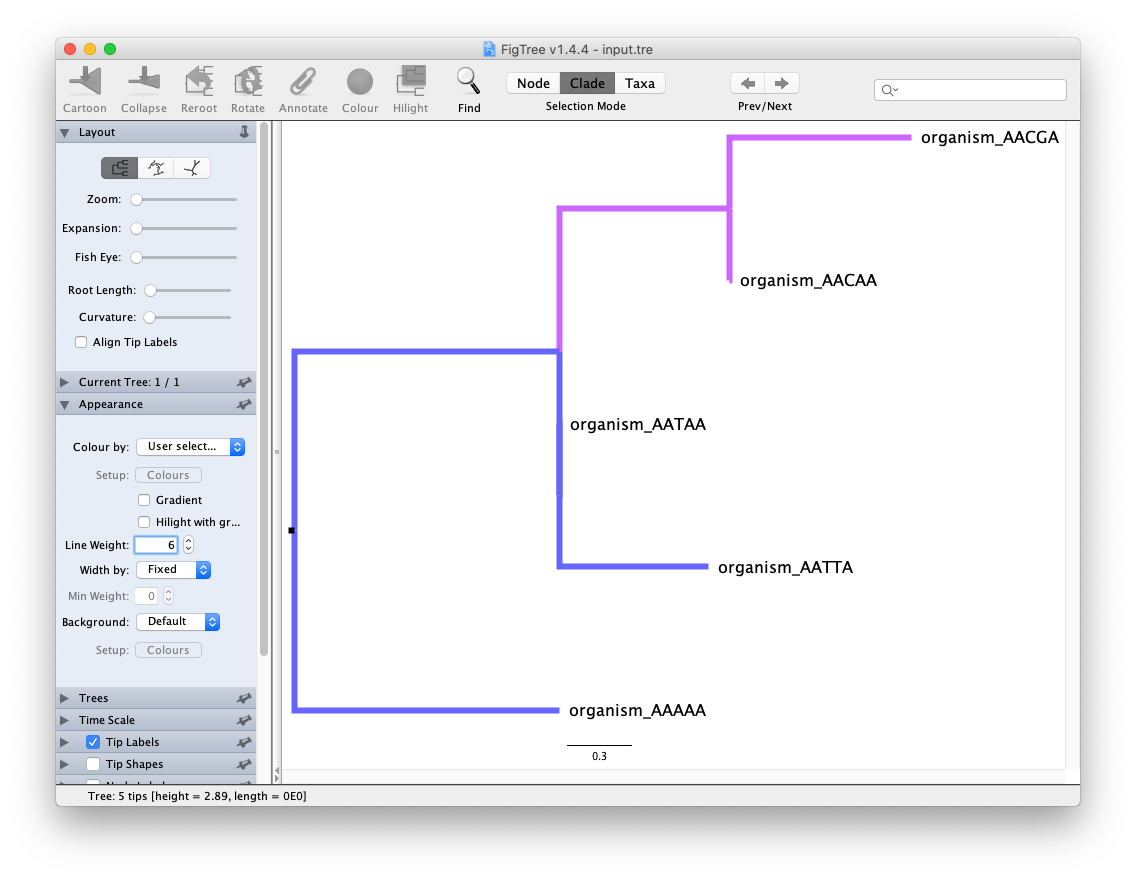 FigTree v1.4.4 - input.tre
Cartoon Collapse Reroot Rotate Annotate Colour Hilight Find
Node Clade Taxa
Selection Mode
Prev/Next
Layout
Zoom:
Expansion:
Fish Eye:
Root Length:
Curvature:
Align Tip Labels
Current Tree: 1 / 1
Appearance
Colour by: User select...
Setup: Colours
Gradient
Hilight with gr...
Line Weight: 6
Width by: Fixed
Min Weight: 0
Background: Default
Setup: Colours
Trees
Time Scale
Tip Labels
Tip Shapes
organism_AACGA
organism_AACAA
organism_AATAA
organism_AATTA
organism_AAAAA
0.3
Tree: 5 tips [height = 2.89, length = 0E0]